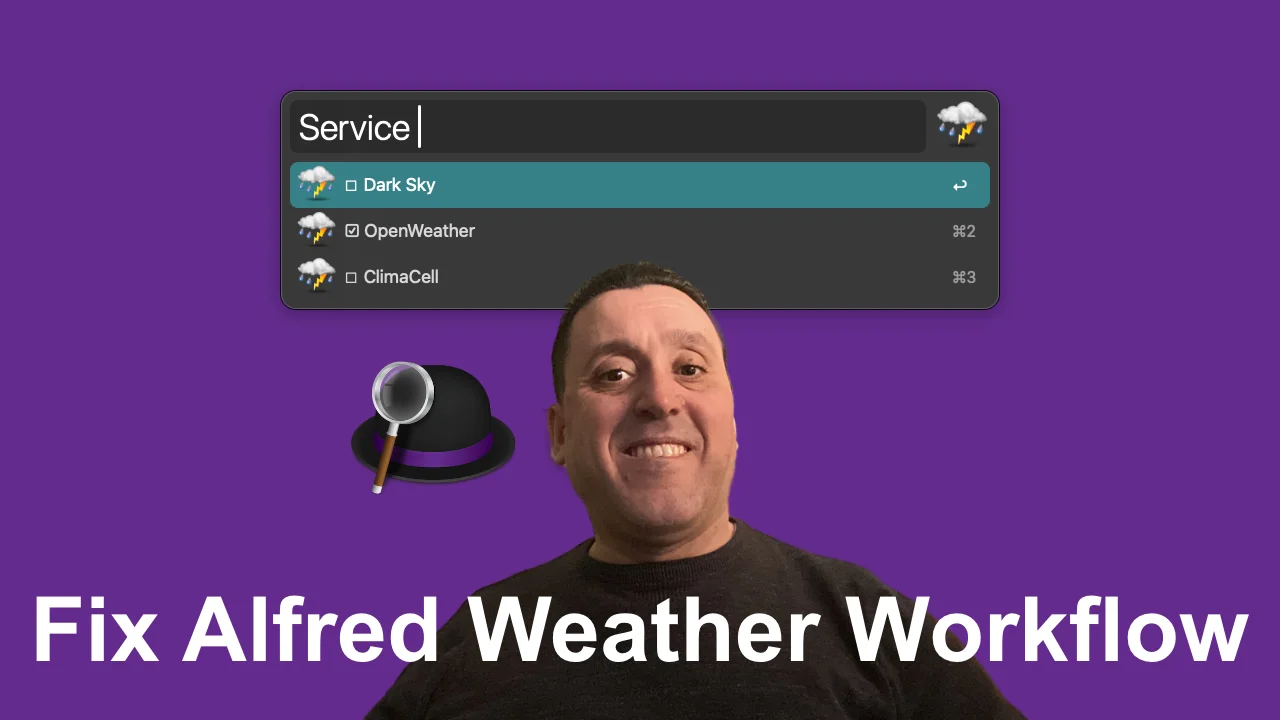 Service
☐ Dark Sky ↩
☑ OpenWeather ⌘2
☐ ClimaCell ⌘3
Fix Alfred Weather Workflow